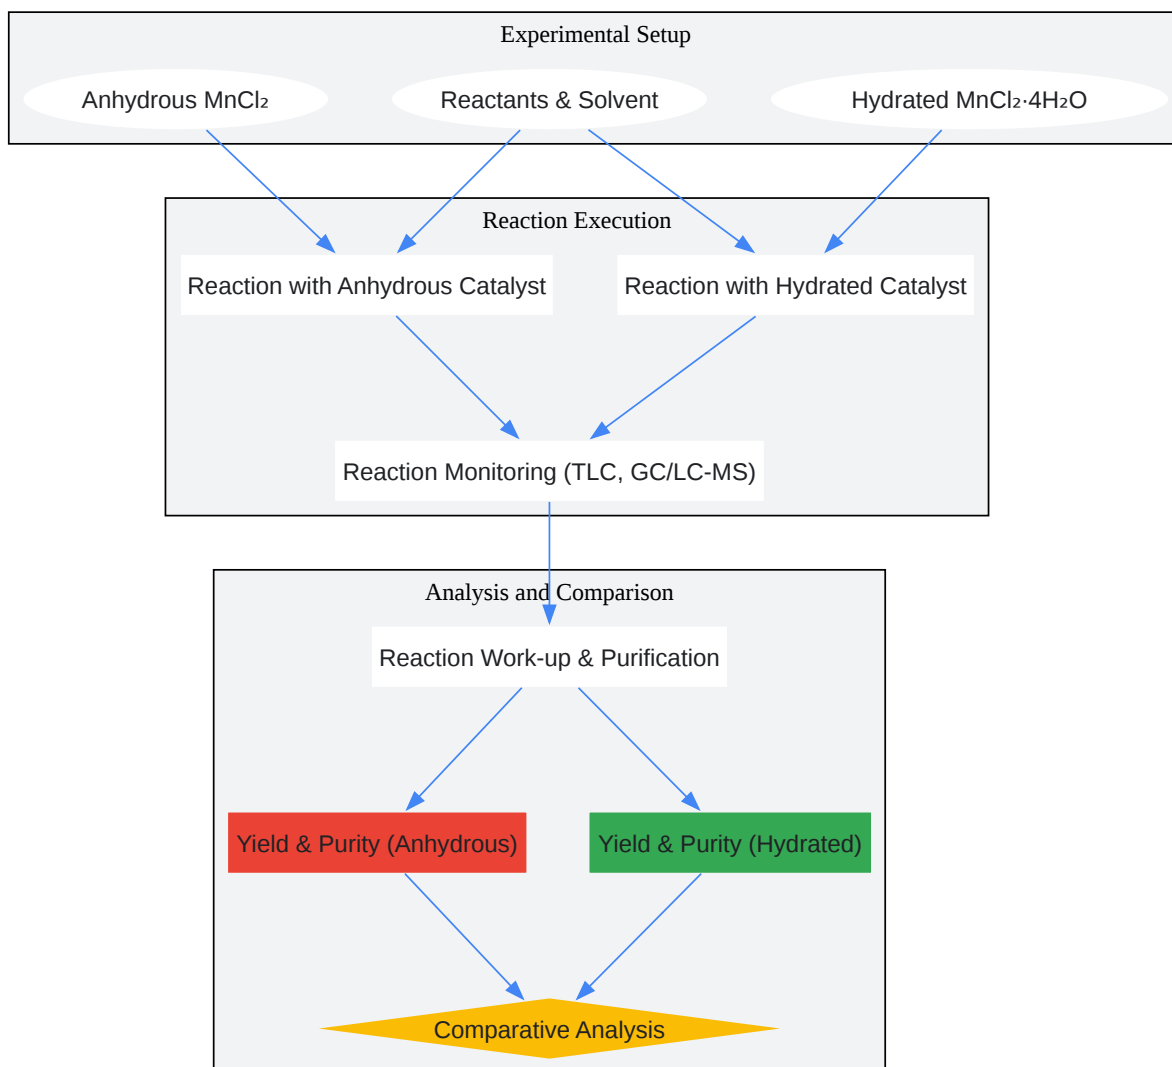 Experimental Setup
Anhydrous MnCl₂
Reactants & Solvent
Hydrated MnCl₂·4H₂O
Reaction Execution
Reaction with Anhydrous Catalyst
Reaction with Hydrated Catalyst
Reaction Monitoring (TLC, GC/LC-MS)
Analysis and Comparison
Reaction Work-up & Purification
Yield & Purity (Anhydrous)
Yield & Purity (Hydrated)
Comparative Analysis